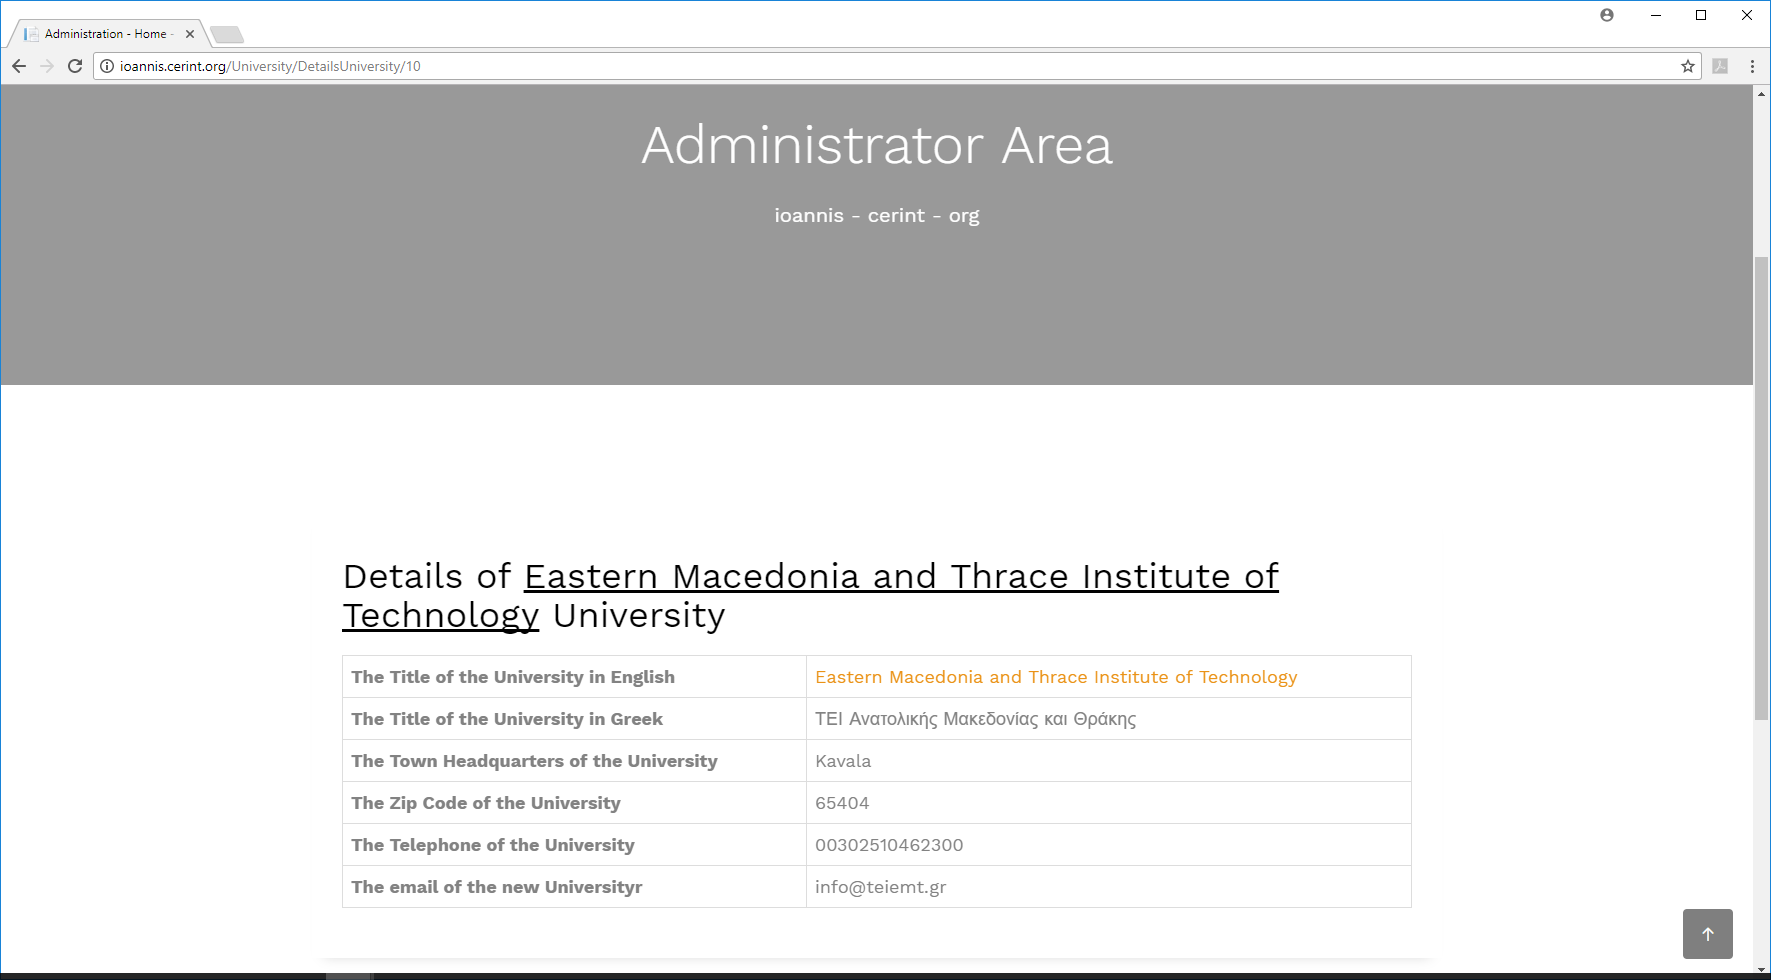 Administration - Home -
ioannis.cerint.org/University/DetailsUniversity/10
Administrator Area
ioannis - cerint - org
Details of Eastern Macedonia and Thrace Institute of
Technology University
The Title of the University in English Eastern Macedonia and Thrace Institute of Technology
The Title of the University in Greek ΤΕΙ Ανατολικής Μακεδονίας και Θράκης
The Town Headquarters of the University Kavala
The Zip Code of the University 65404
The Telephone of the University 00302510462300
The email of the new Universityr info@teiemt.gr